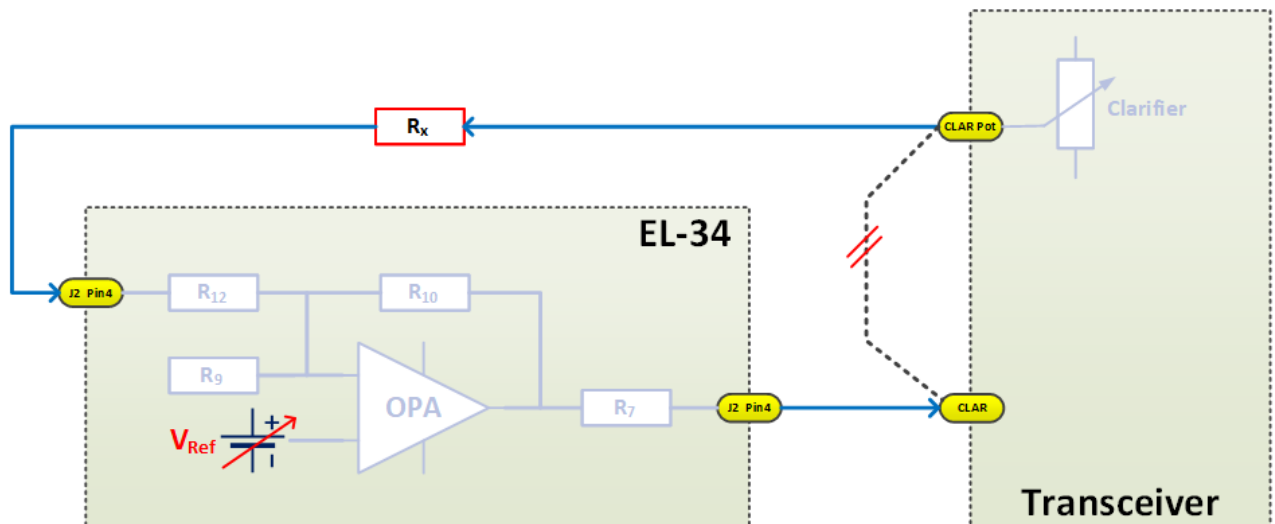 Clarifier
CLAR Pot
Rx
EL-34
J2 Pin4
R12
R10
R9
OPA
R7
J2 Pin4
CLAR
VRef
+
-
Transceiver